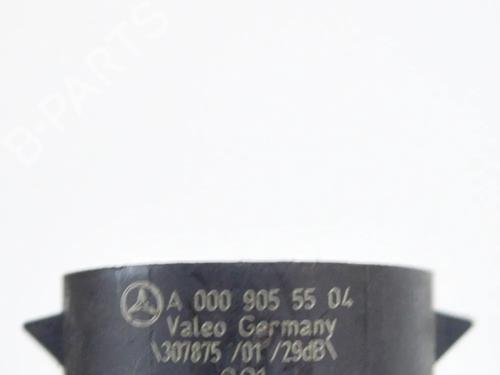 B-PARTS
A 000 905 55 04
Valeo Germany
\307875 /01 /29dB\